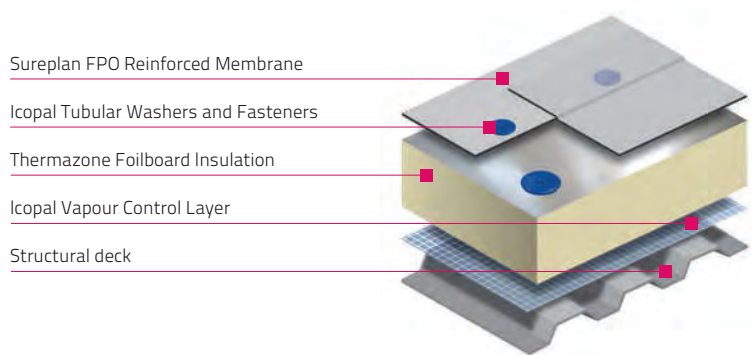 Sureplan FPO Reinforced Membrane
Icopal Tubular Washers and Fasteners
Thermazone Foilboard Insulation
Icopal Vapour Control Layer
Structural deck